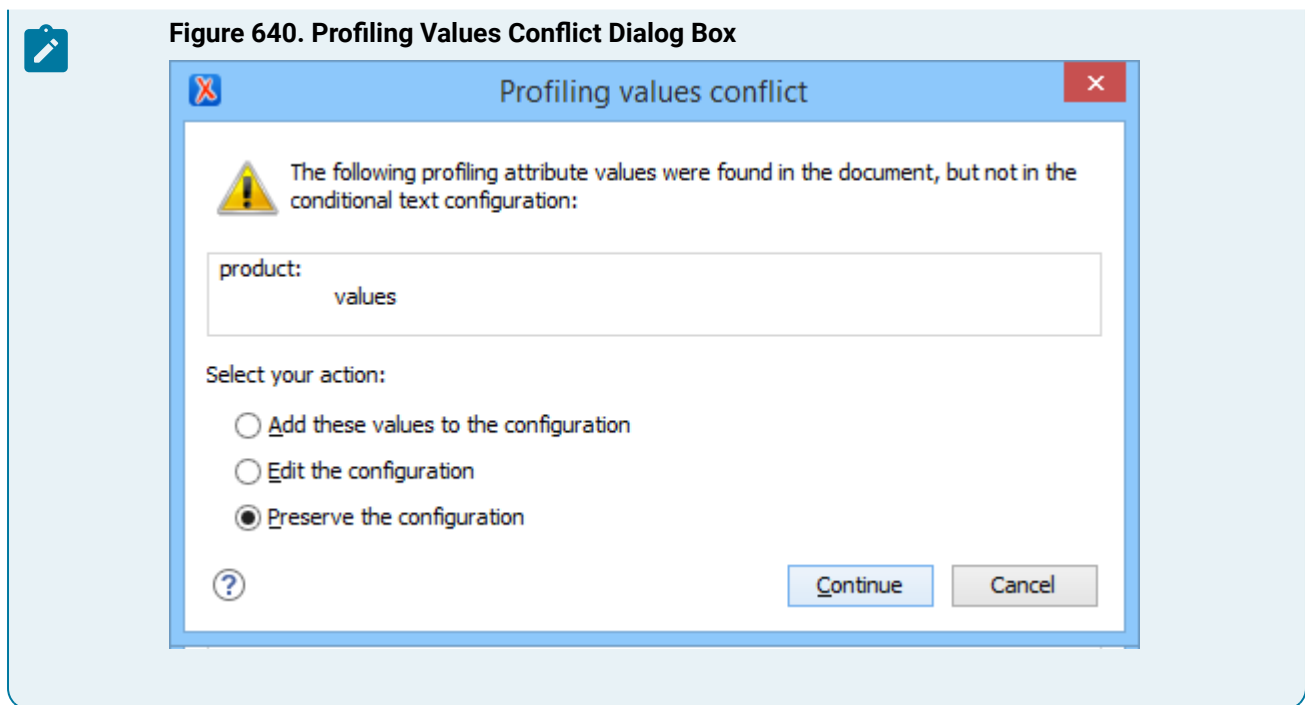 Figure 640. Profiling Values Conflict Dialog Box
Profiling values conflict
The following profiling attribute values were found in the document, but not in the
conditional text configuration:
product:
values
Select your action:
Add these values to the configuration
Edit the configuration
Preserve the configuration
Continue Cancel